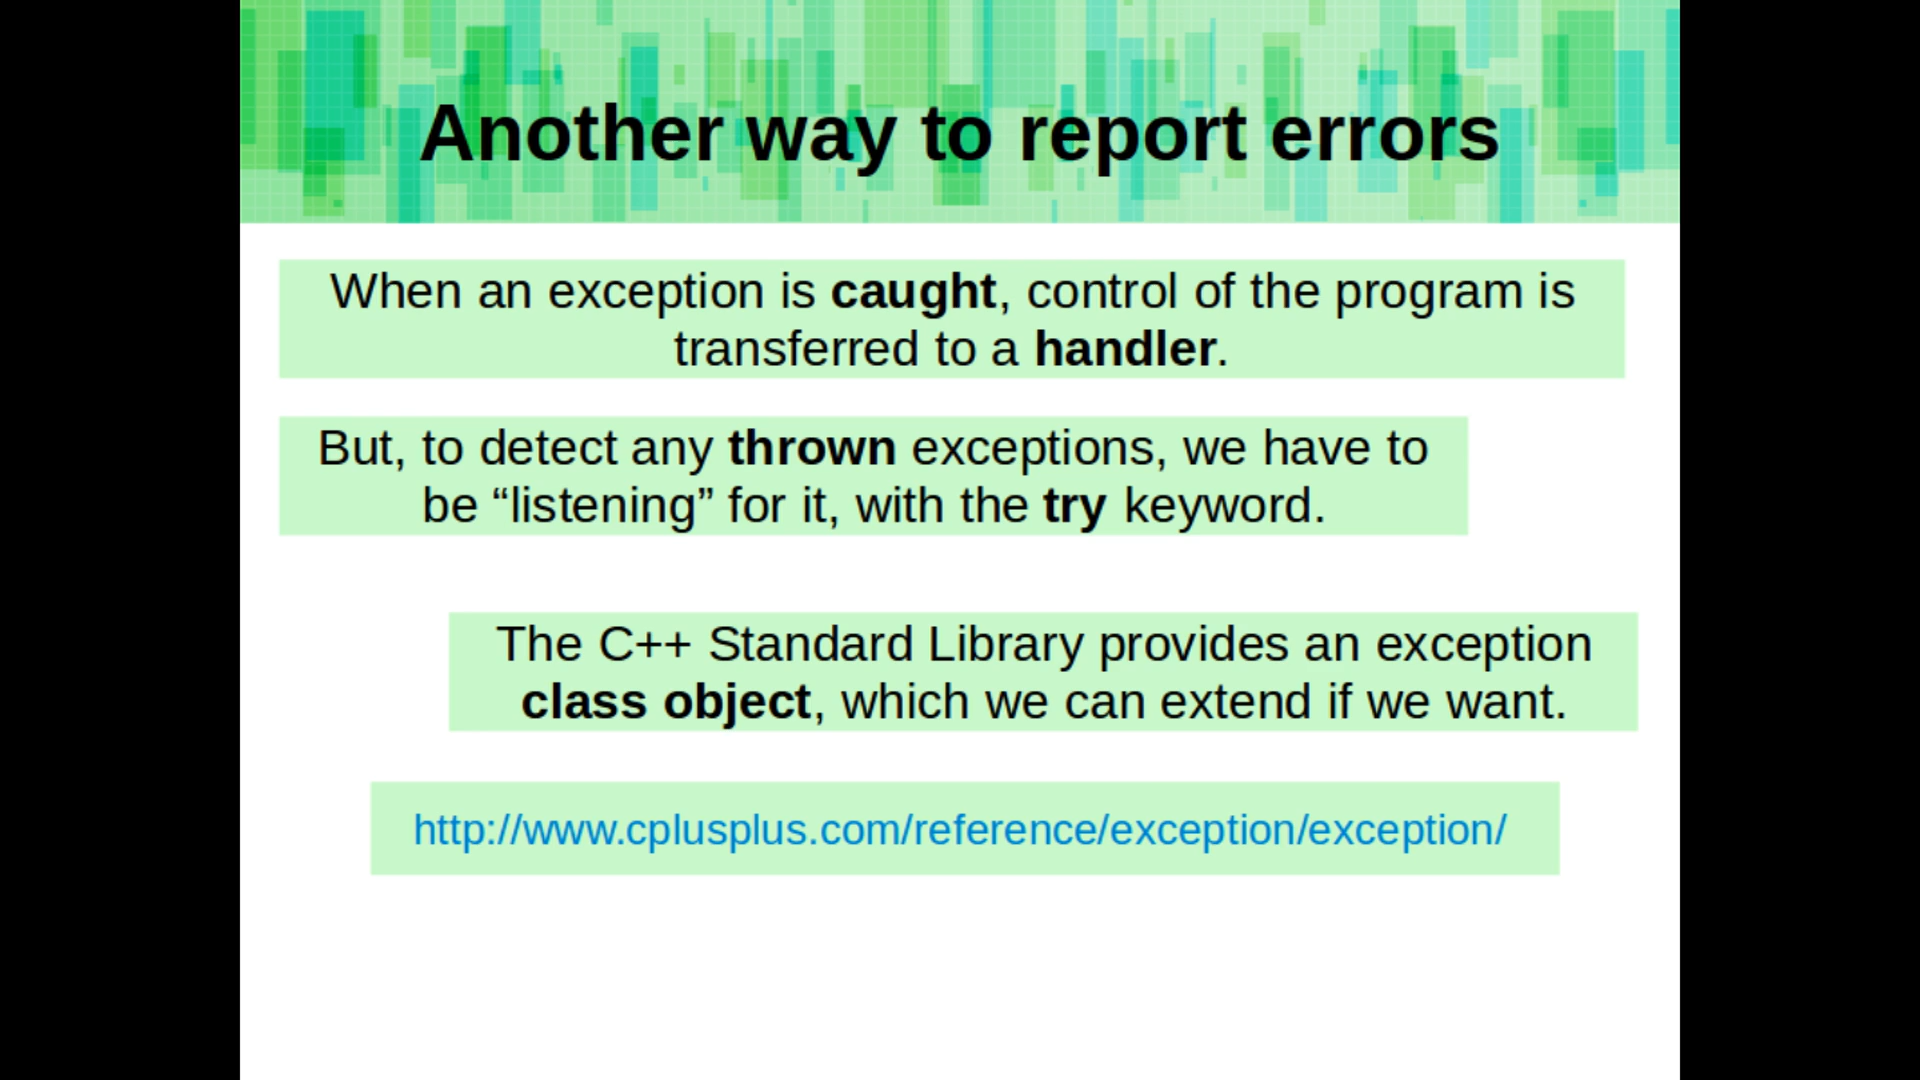 Another way to report errors
When an exception is caught, control of the program is
transferred to a handler.
But, to detect any thrown exceptions, we have to
be “listening” for it, with the try keyword.
The C++ Standard Library provides an exception
class object, which we can extend if we want.
http://www.cplusplus.com/reference/exception/exception/